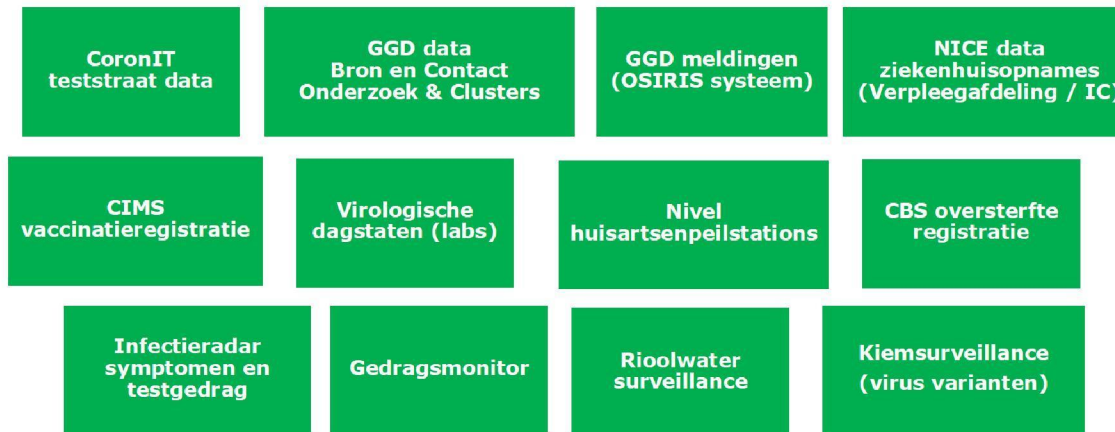 CoronIT
teststraat data
GGD data
Bron en Contact
Onderzoek & Clusters
GGD meldingen
(OSIRIS systeem)
NICE data
ziekenhuisopnames
(Verpleegafdeling / IC)
CIMS
vaccinatieregistratie
Virologische
dagstaten (labs)
Nivel
huisartsenpeilstations
CBS oversterfte
registratie
Infectieradar
symptomen en
testgedrag
Gedragsmonitor
Rioolwater
surveillance
Kiemsurveillance
(virus varianten)